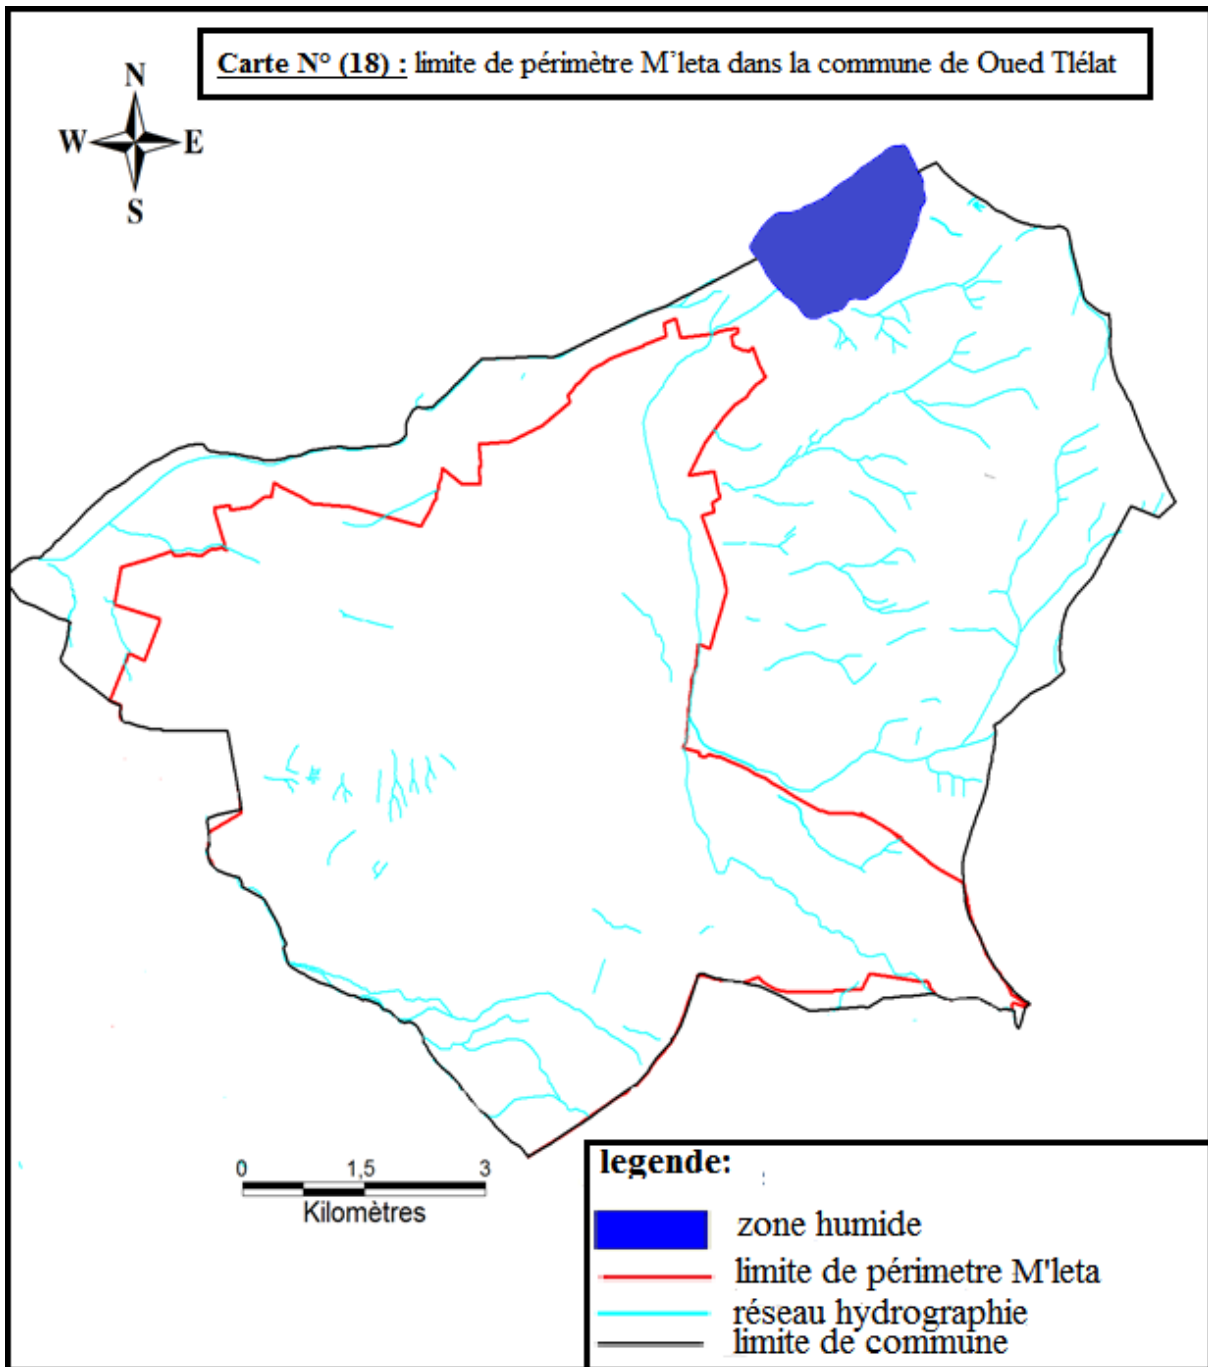 Carte N° (18) : limite de périmètre M'leta dans la commune de Oued Tlélat
N
W E
S
0 1,5 3
Kilomètres
legende:
zone humide
limite de périmetre M'leta
réseau hydrographie
limite de commune